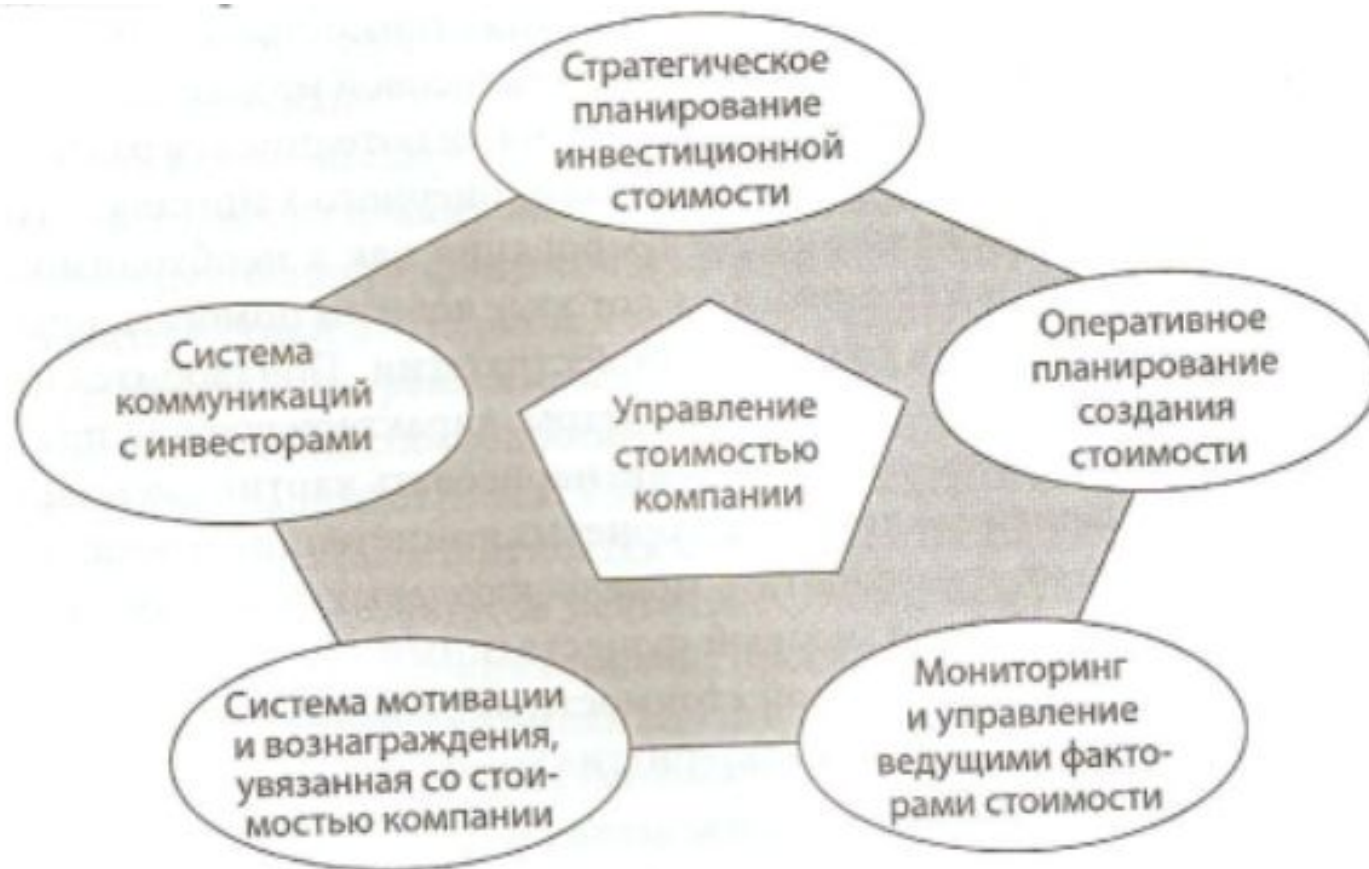 Стратегическое
планирование
инвестиционной
стоимости
Оперативное
планирование
создания
стоимости
Система
коммуникаций
с инвесторами
Управление
стоимостью
компании
Мониторинг
и управление
ведущими факто-
рами стоимости
Система мотивации
и вознаграждения,
увязанная со стои-
мостью компании